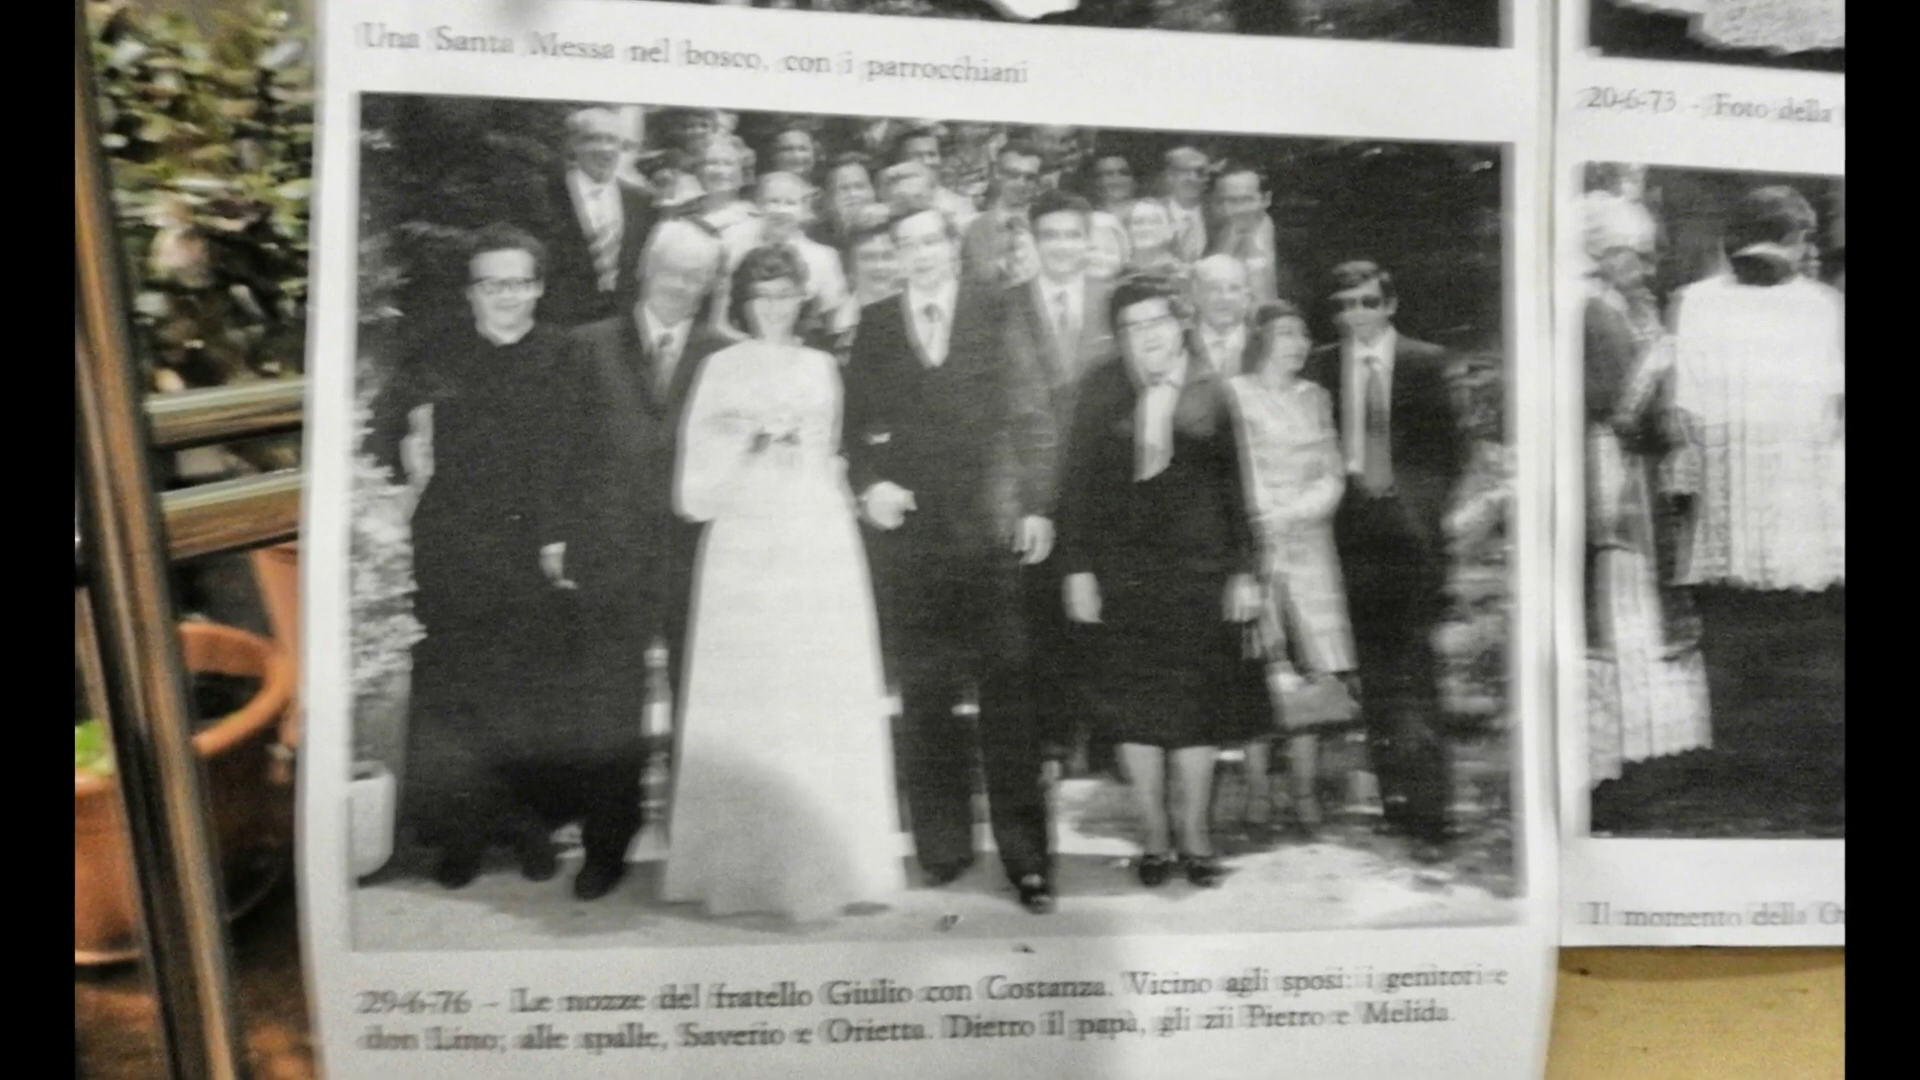 Una Santa Messa nel bosco, con i parrocchiani
20-6-73 - Foto della
29-6-76 - Le nozze del fratello Giulio con Costanza. Vicino agli sposi: i genitori e
don Lino; alle spalle, Saverio e Orietta. Dietro il papà, gli zii Pietro e Melida.
Il momento della